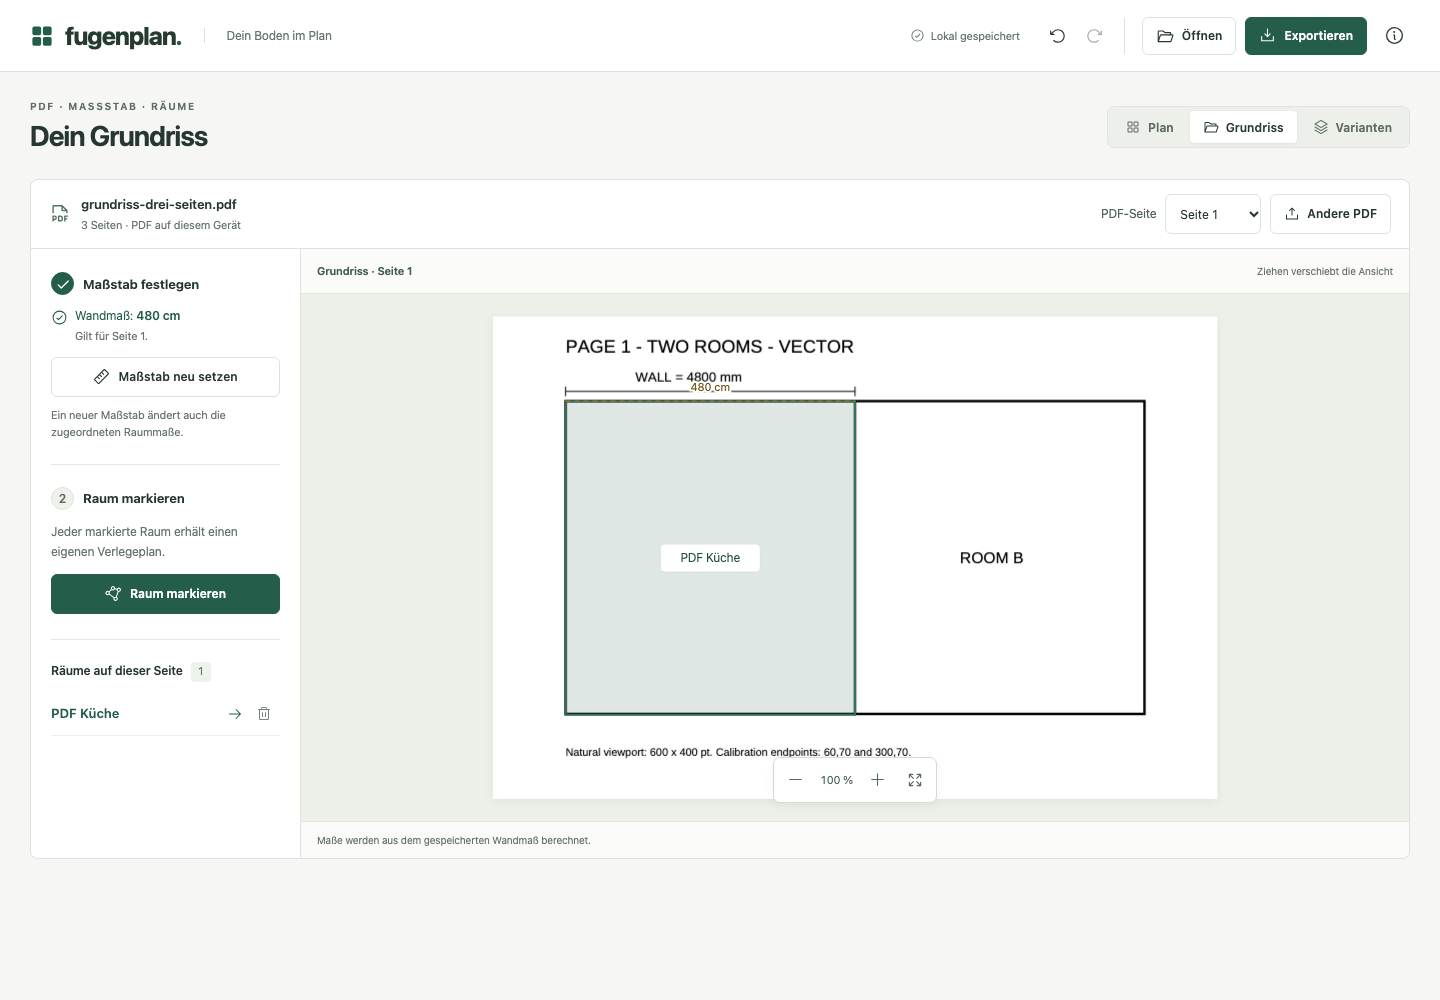 fugenplan.
Dein Boden im Plan
Lokal gespeichert
Öffnen
Exportieren
PDF · MASSSTAB · RÄUME
Dein Grundriss
Plan
Grundriss
Varianten
PDF
grundriss-drei-seiten.pdf
3 Seiten · PDF auf diesem Gerät
PDF-Seite
Seite 1
Andere PDF
Maßstab festlegen
Wandmaß: 480 cm
Gilt für Seite 1.
Maßstab neu setzen
Ein neuer Maßstab ändert auch die
zugeordneten Raummaße.
2
Raum markieren
Jeder markierte Raum erhält einen
eigenen Verlegeplan.
Raum markieren
Räume auf dieser Seite 1
PDF Küche
Grundriss · Seite 1
Ziehen verschiebt die Ansicht
PAGE 1 - TWO ROOMS - VECTOR
WALL = 4800 mm
480 cm
PDF Küche
ROOM B
Natural viewport: 600 x 400 pt. Calibration endpoints: 60,70 and 300,70.
100 %
Maße werden aus dem gespeicherten Wandmaß berechnet.